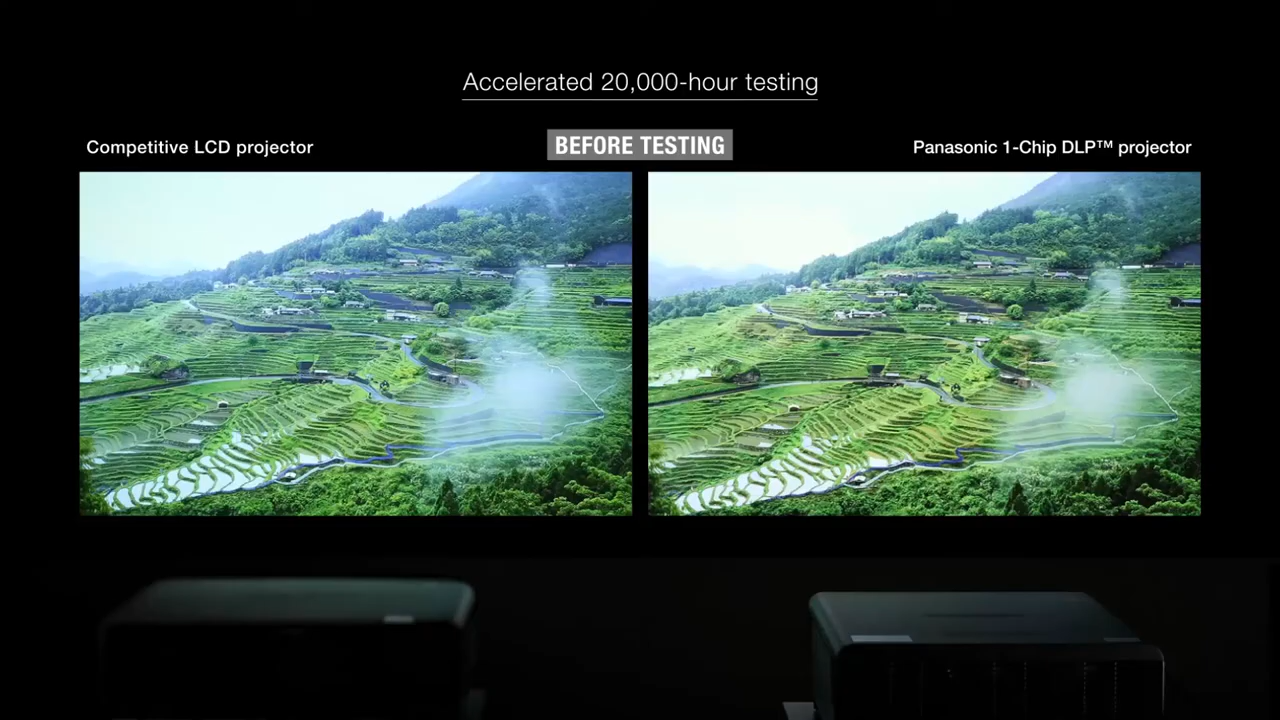 Accelerated 20,000-hour testing
Competitive LCD projector
BEFORE TESTING
Panasonic 1-Chip DLP™ projector